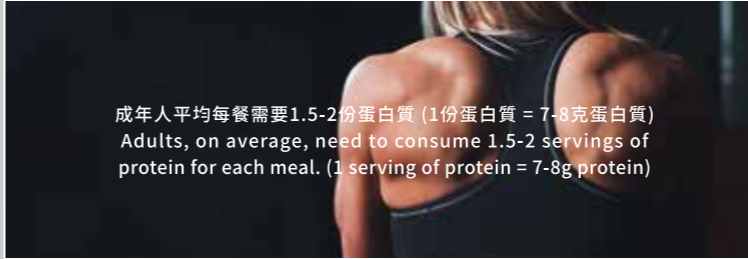 成年人平均每餐需要1.5-2份蛋白質 (1份蛋白質 = 7-8克蛋白質)
Adults, on average, need to consume 1.5-2 servings of
protein for each meal. (1 serving of protein = 7-8g protein)